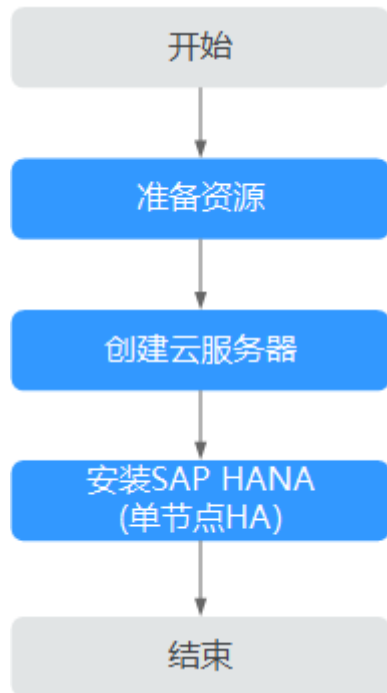 开始
准备资源
创建云服务器
安装SAP HANA
(单节点HA)
结束